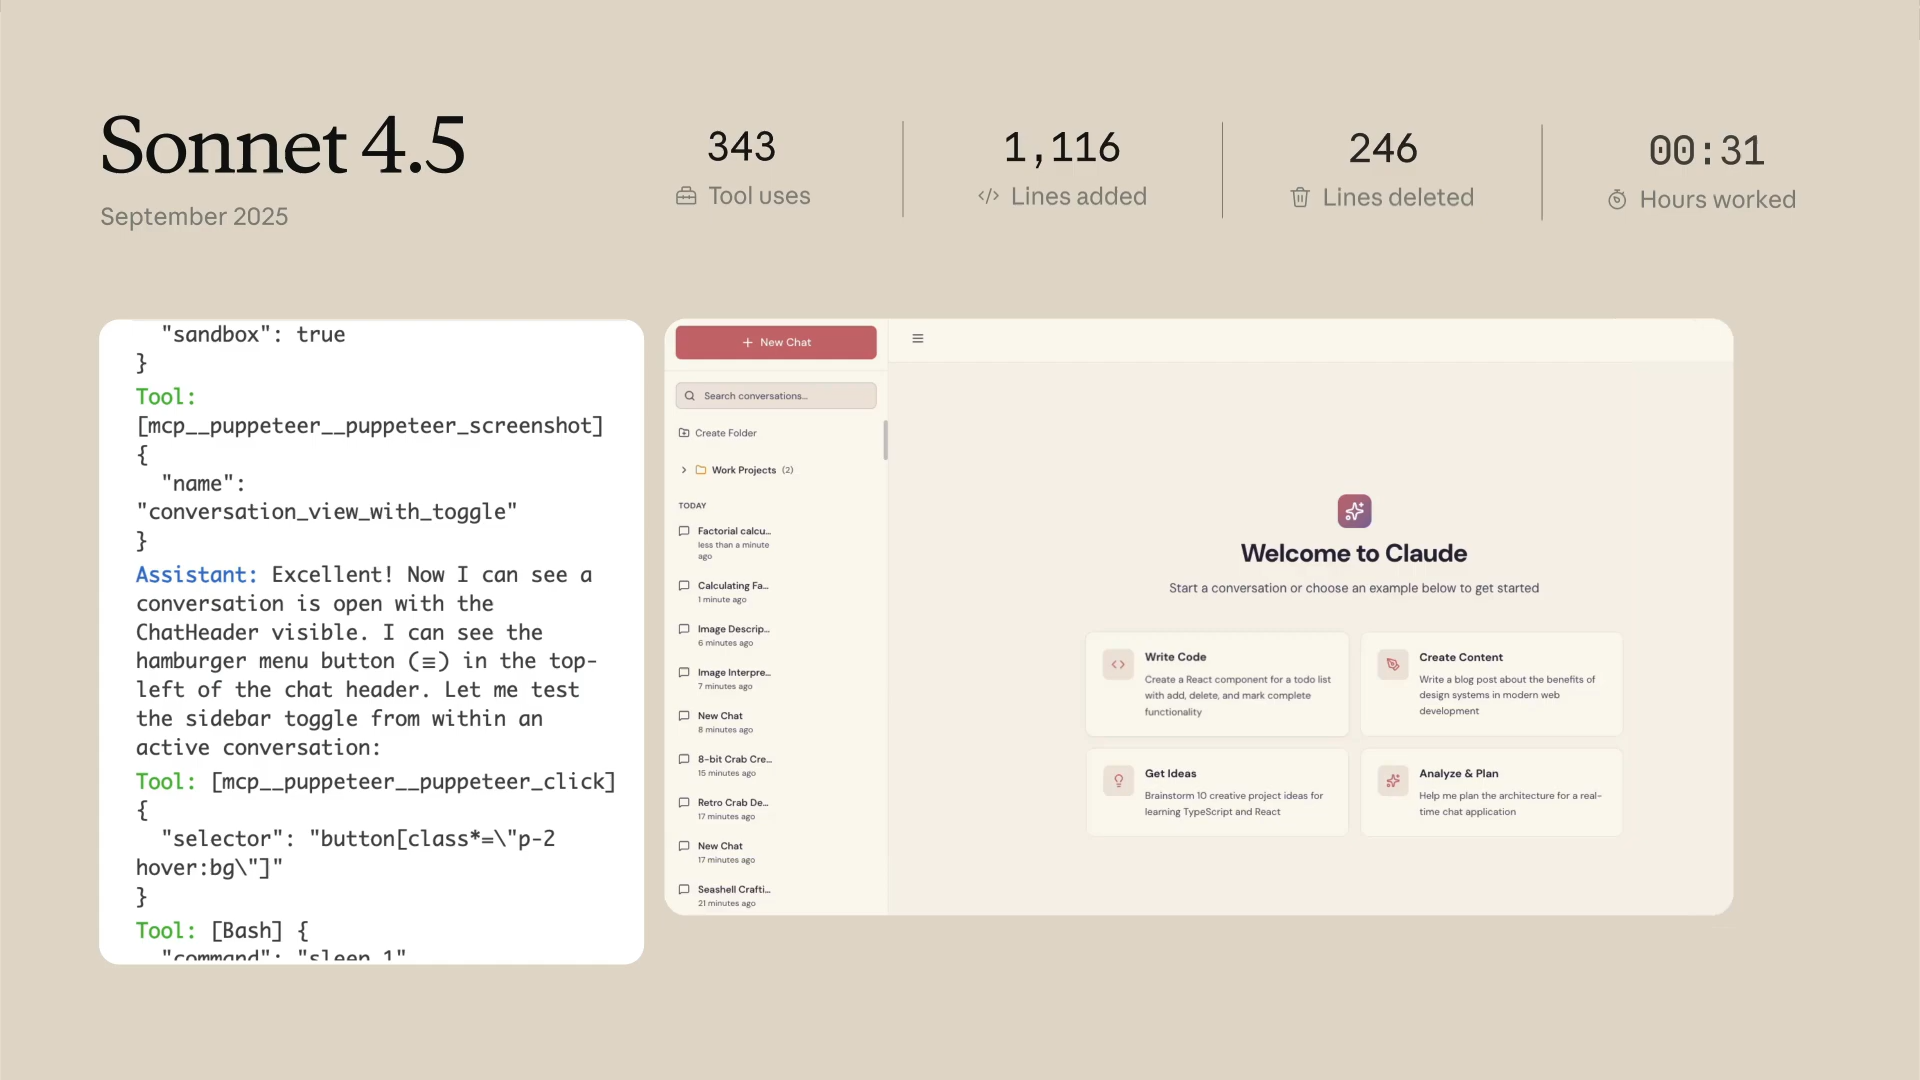 Sonnet 4.5
September 2025
343
Tool uses
1,116
Lines added
246
Lines deleted
00:31
Hours worked
"sandbox": true
}
Tool:
[mcp__puppeteer__puppeteer_screenshot]
{
"name":
"conversation_view_with_toggle"
}
Assistant: Excellent! Now I can see a
conversation is open with the
ChatHeader visible. I can see the
hamburger menu button (≡) in the top-
left of the chat header. Let me test
the sidebar toggle from within an
active conversation:
Tool: [mcp__puppeteer__puppeteer_click]
{
"selector": "button[class*=\"p-2
hover:bg\"]"
}
Tool: [Bash] {
"command": "sleep 1"
+ New Chat
Search conversations...
Create Folder
Work Projects (2)
TODAY
Factorial calcu...
less than a minute
ago
Calculating Fa...
1 minute ago
Image Descrip...
6 minutes ago
Image Interpre...
7 minutes ago
New Chat
8 minutes ago
8-bit Crab Cre...
15 minutes ago
Retro Crab De...
17 minutes ago
New Chat
17 minutes ago
Seashell Crafti...
21 minutes ago
Welcome to Claude
Start a conversation or choose an example below to get started
Write Code
Create a React component for a todo list
with add, delete, and mark complete
functionality
Create Content
Write a blog post about the benefits of
design systems in modern web
development
Get Ideas
Brainstorm 10 creative project ideas for
learning TypeScript and React
Analyze & Plan
Help me plan the architecture for a real-
time chat application